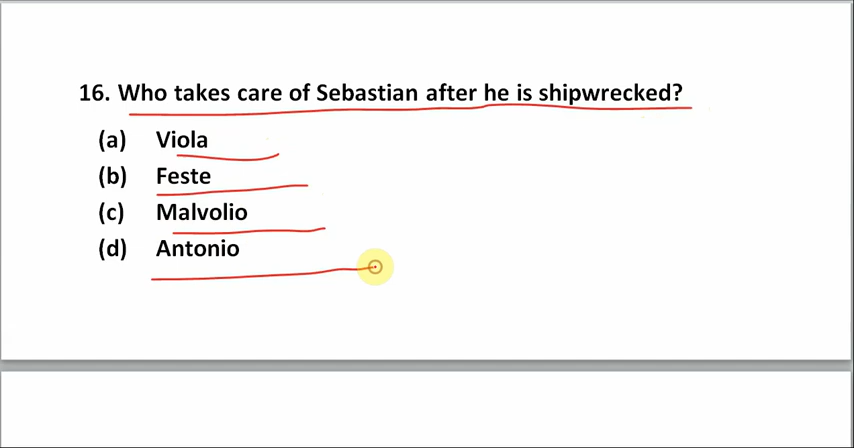 16. Who takes care of Sebastian after he is shipwrecked?
(a) Viola
(b) Feste
(c) Malvolio
(d) Antonio